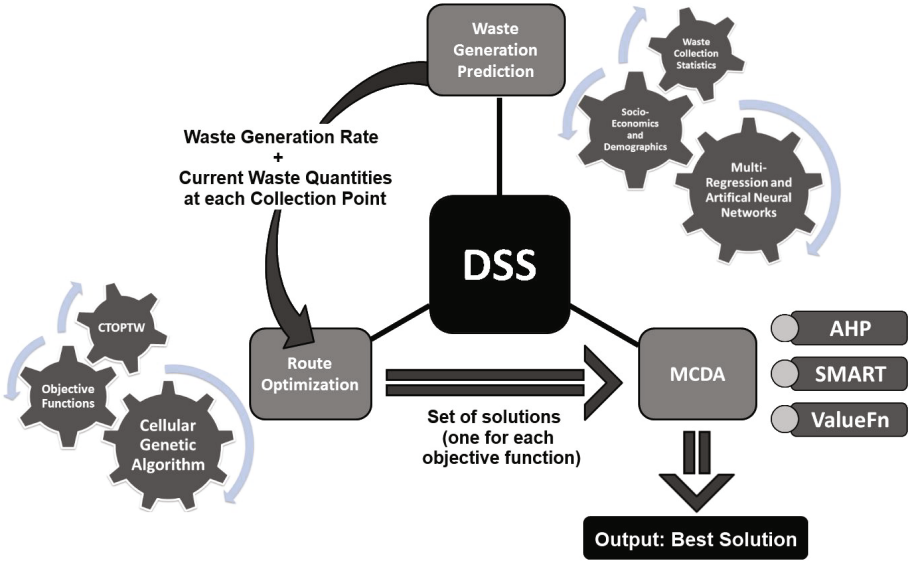 Waste
Generation
Prediction
Waste
Collection
Statistics
Socio-
Economics
and
Demographics
Multi-
Regression and
Artifical Neural
Networks
Waste Generation Rate
+
Current Waste Quantities
at each Collection Point
DSS
CTOPTW
Objective
Functions
Cellular
Genetic
Algorithm
Route
Optimization
Set of solutions
(one for each
objective function)
MCDA
AHP
SMART
ValueFn
Output: Best Solution